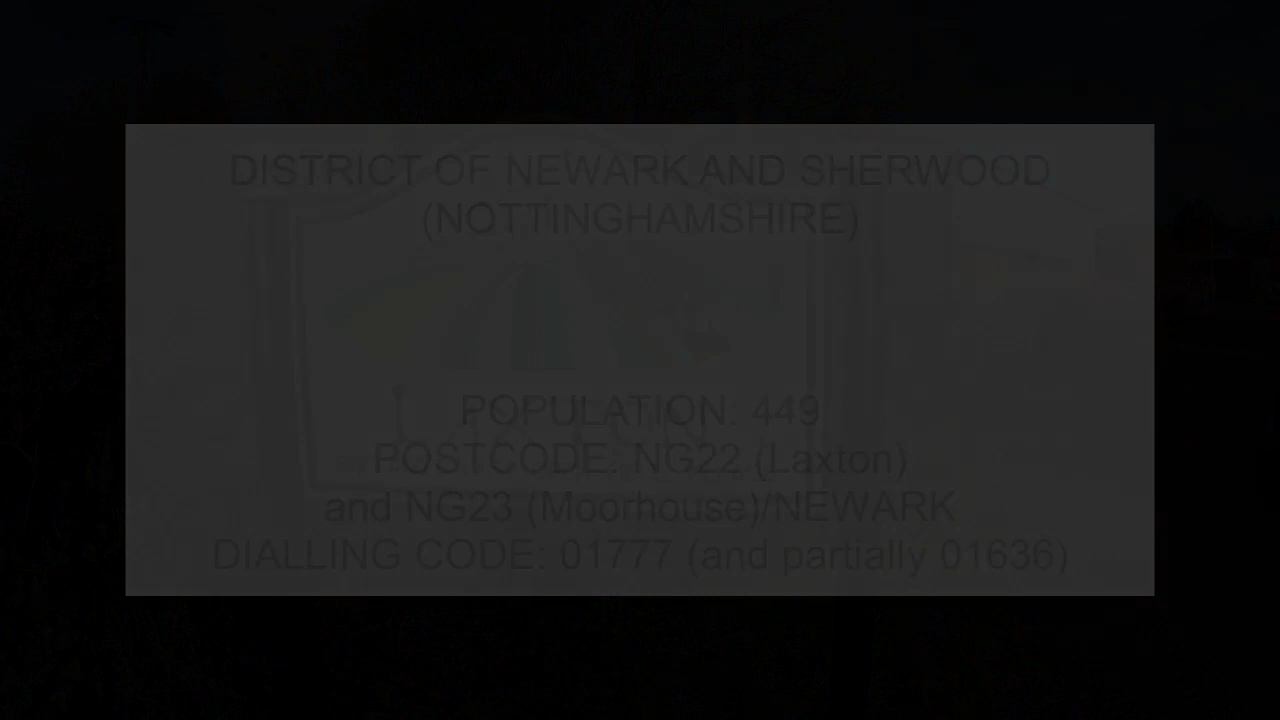 DISTRICT OF NEWARK AND SHERWOOD
(NOTTINGHAMSHIRE)
POPULATION: 449
POSTCODE: NG22 (Laxton)
and NG23 (Moorhouse)/NEWARK
DIALLING CODE: 01777 (and partially 01636)